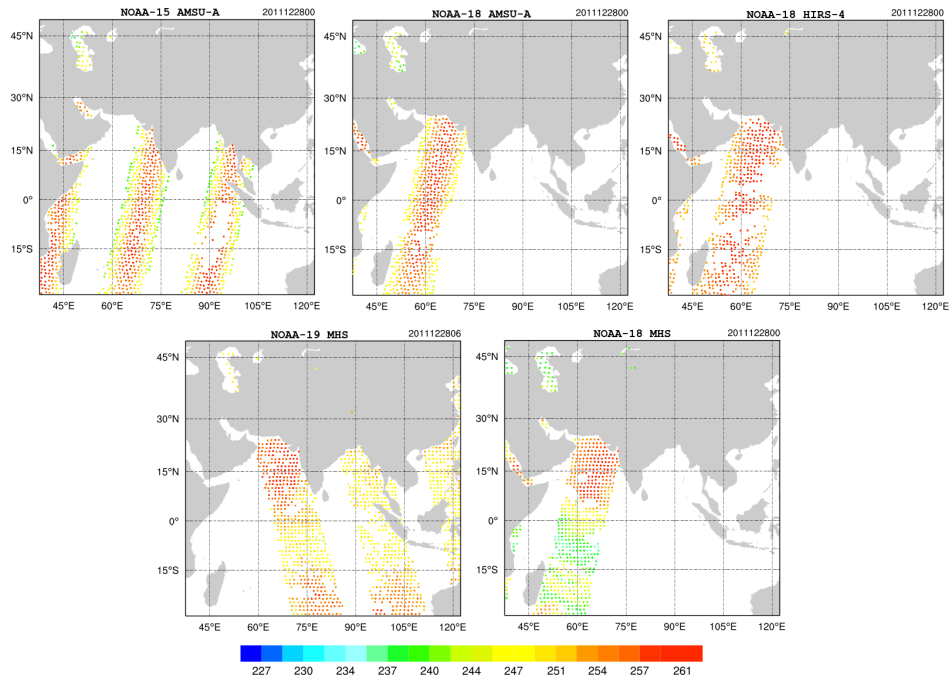 NOAA-15 AMSU-A 2011122800
NOAA-18 AMSU-A 2011122800
NOAA-18 HIRS-4
45°N 45°N 45°N
30°N 30°N 30°N
15°N 15°N 15°N
0° 0° 0°
15°S 15°S 15°S
45°E 60°E 75°E 90°E 105°E 120°E
45°E 60°E 75°E 90°E 105°E 120°E
45°E 60°E 75°E 90°E 105°E 120°E
NOAA-19 MHS 2011122806
NOAA-18 MHS 2011122800
45°N 45°N
30°N 30°N
15°N 15°N
0° 0°
15°S 15°S
45°E 60°E 75°E 90°E 105°E 120°E
45°E 60°E 75°E 90°E 105°E 120°E
227 230 234 237 240 244 247 251 254 257 261